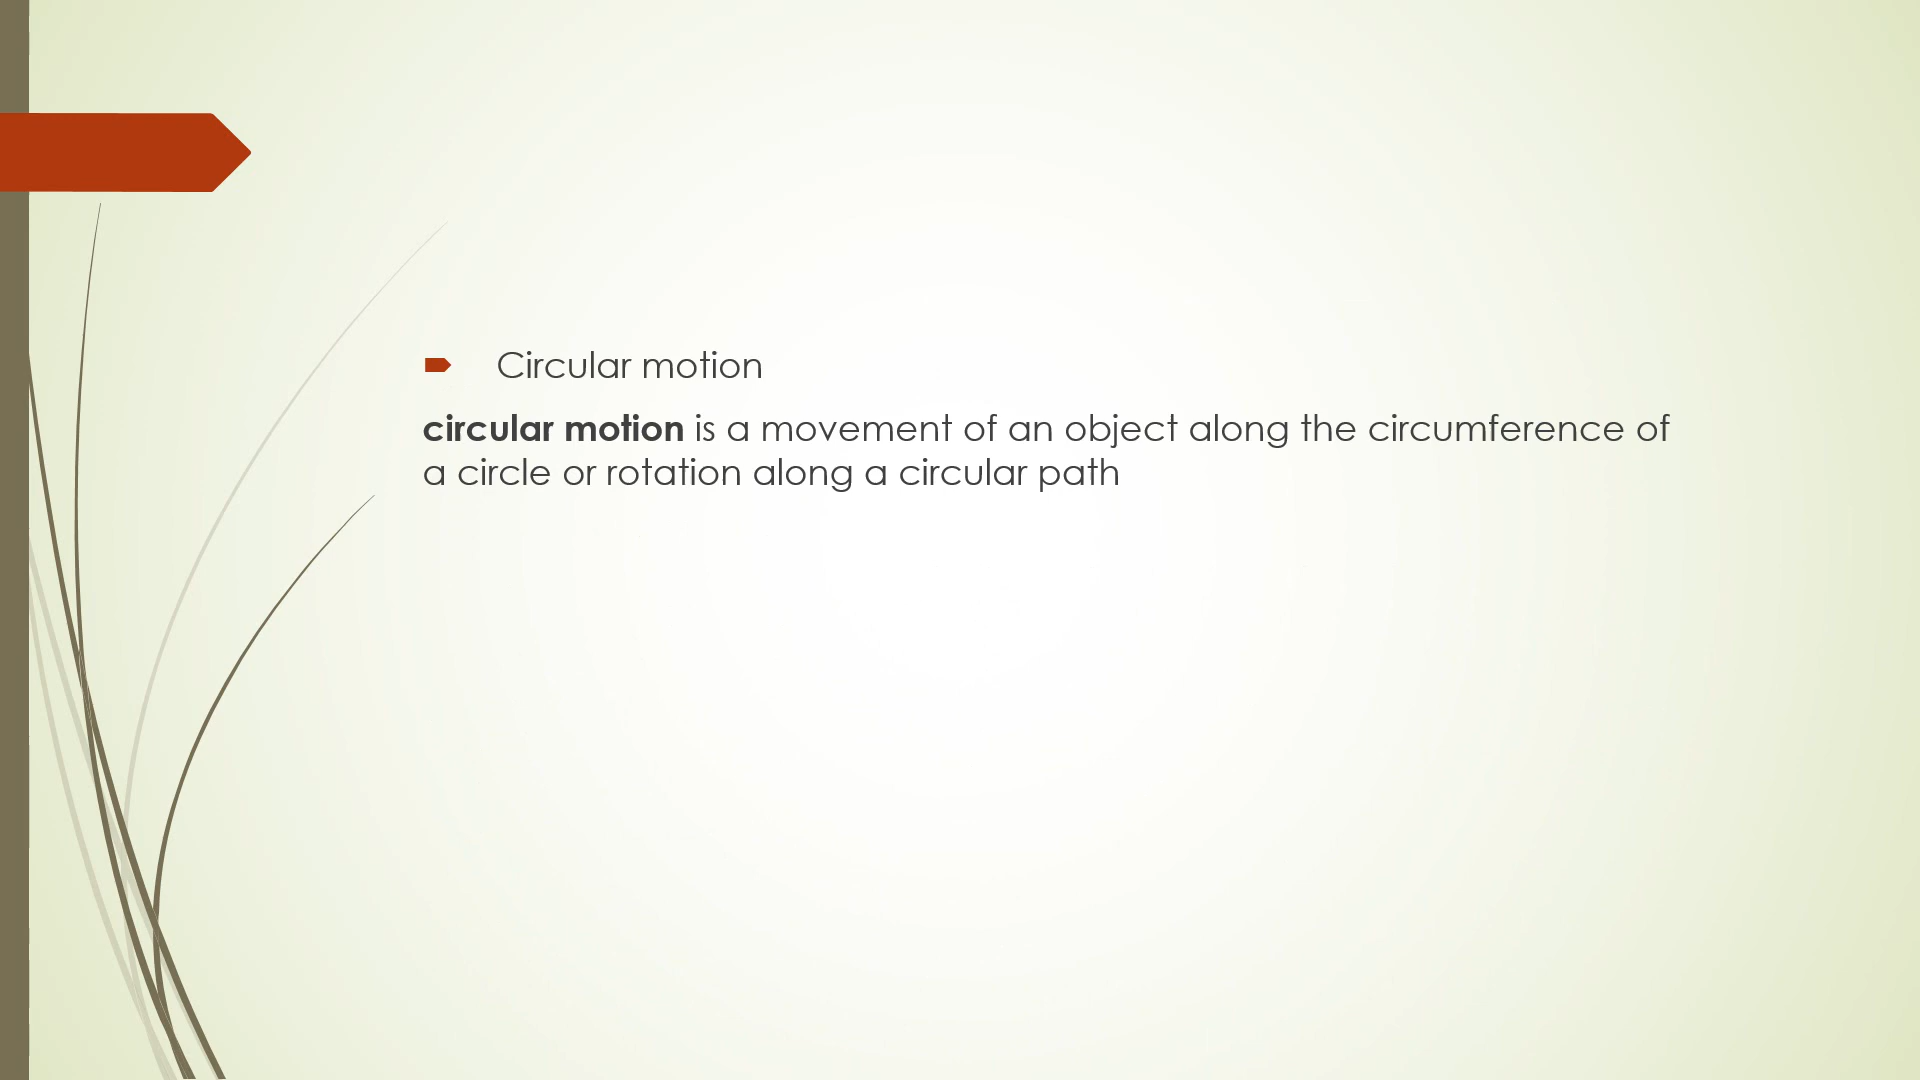 Circular motion
circular motion is a movement of an object along the circumference of
a circle or rotation along a circular path